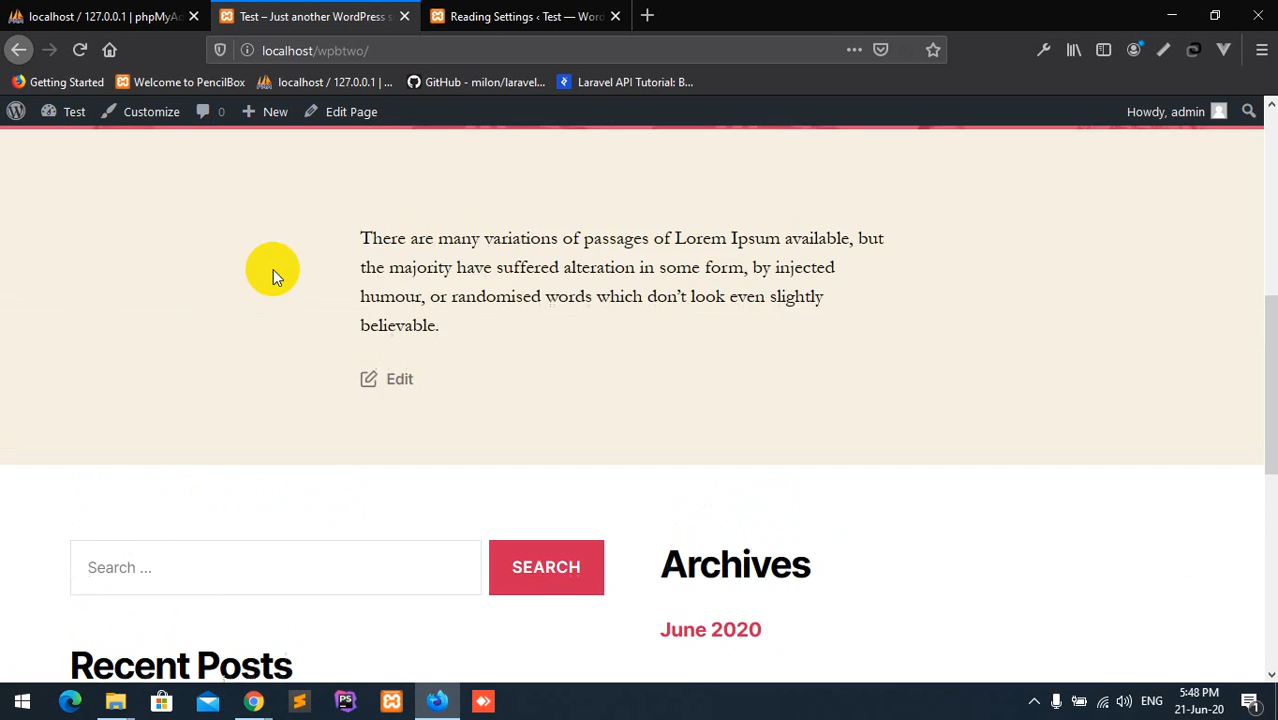 localhost / 127.0.0.1 | phpMyAd
Test – Just another WordPress s
Reading Settings ‹ Test — Word
localhost/wpbtwo/
Getting Started
Welcome to PencilBox
localhost / 127.0.0.1 | ...
GitHub - milon/laravel...
Laravel API Tutorial: B...
Test
Customize
0
New
Edit Page
Howdy, admin
There are many variations of passages of Lorem Ipsum available, but
the majority have suffered alteration in some form, by injected
humour, or randomised words which don’t look even slightly
believable.
Edit
Search …
SEARCH
Archives
June 2020
Recent Posts
ENG
5:48 PM
21-Jun-20
1